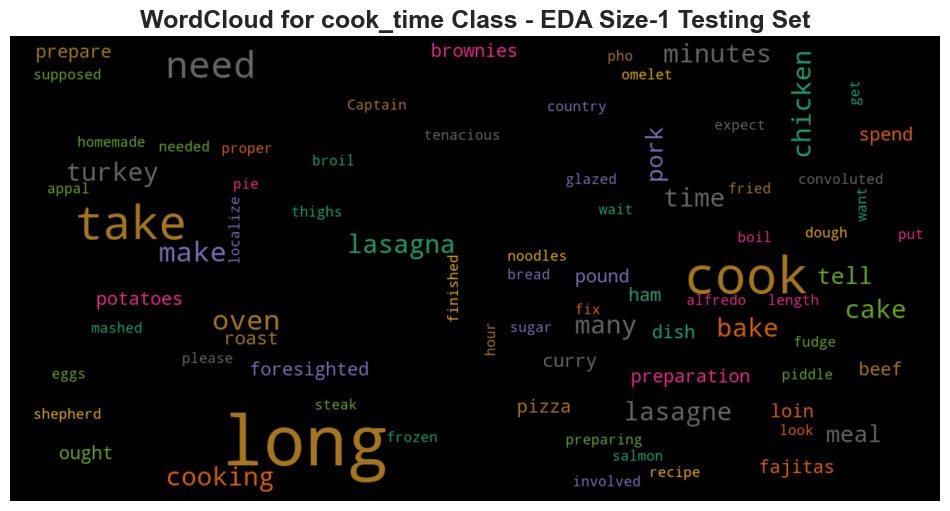 WordCloud for cook_time Class - EDA Size-1 Testing Set
prepare
brownies
pho
minutes
supposed
need
omelet
chicken
get
Captain
country
tenacious
expect
spend
homemade
needed
proper
broil
pork
turkey
pie
glazed
convoluted
appal
time
fried
want
localize
thighs
wait
take
make
lasagna
boil
dough
put
finished
noodles
bread
pound
cook
tell
potatoes
ham
alfredo
length
cake
mashed
oven
roast
hour
sugar
fix
many
dish
bake
fudge
please
foresighted
curry
preparation
piddle
beef
eggs
steak
pizza
lasagne
loin
shepherd
long
frozen
look
meal
ought
preparing
salmon
cooking
involved
recipe
fajitas